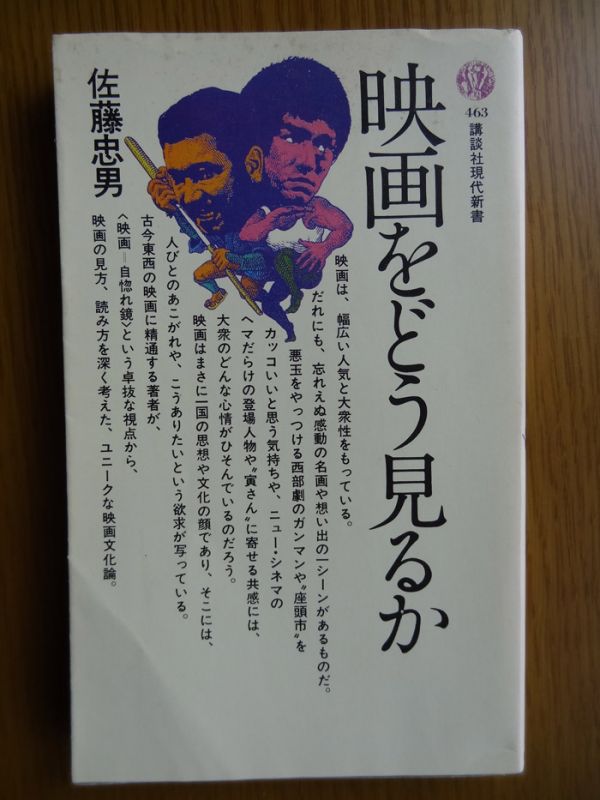 463
講談社現代新書
映画をどう見るか
佐藤忠男
映画は、幅広い人気と大衆性をもっている。
だれにも、忘れえぬ感動の名画や想い出の一シーンがあるものだ。
悪玉をやっつける西部劇のガンマンや〝座頭市〟を
カッコいいと思う気持ちや、ニュー・シネマの
ヘマだらけの登場人物や〝寅さん〟に寄せる共感には、
大衆のどんな心情がひそんでいるのだろう。
映画はまさに一国の思想や文化の顔であり、そこには、
人びとのあこがれや、こうありたいという欲求が写っている。
古今東西の映画に精通する著者が、
〈映画＝自惚れ鏡〉という卓抜な視点から、
映画の見方、読み方を深く考えた、ユニークな映画文化論。